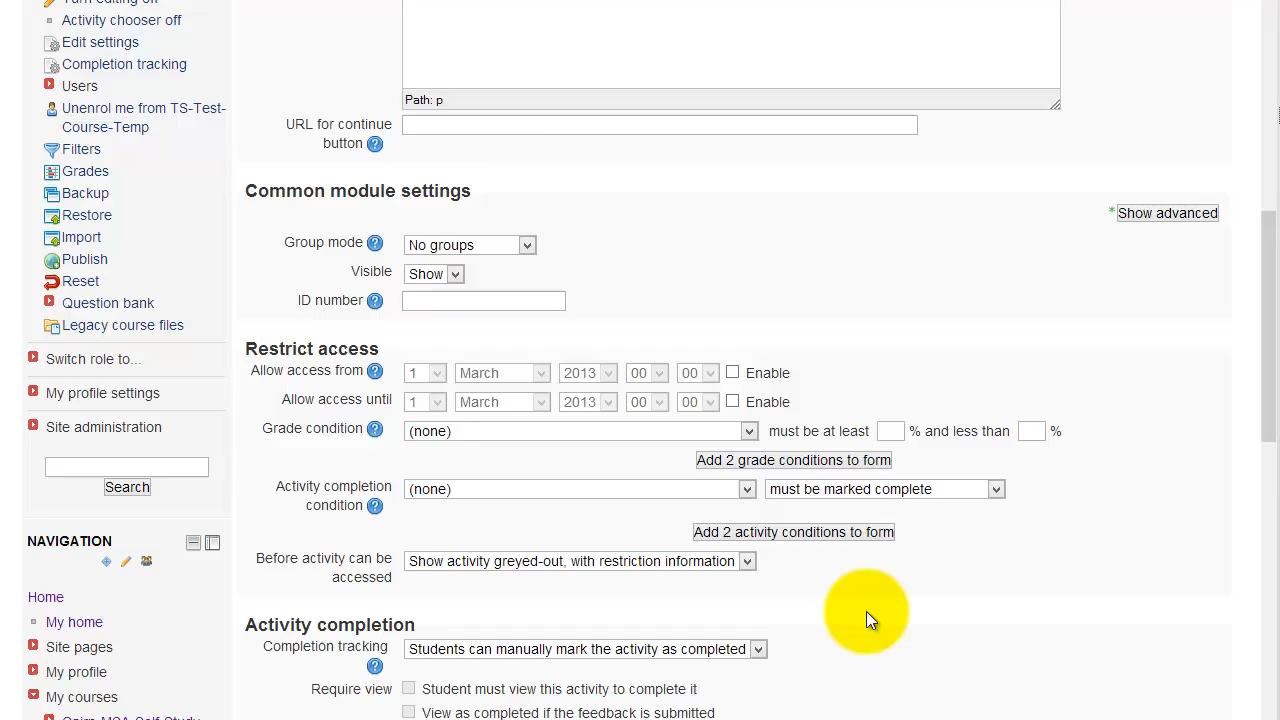 Turn editing off
Activity chooser off
Edit settings
Completion tracking
Users
Unenrol me from TS-Test-
Course-Temp
Filters
Grades
Backup
Restore
Import
Publish
Reset
Question bank
Legacy course files
Switch role to...
My profile settings
Site administration
Search
NAVIGATION
Home
My home
Site pages
My profile
My courses
Cairo MSA Self-Study
Path: p
URL for continue
button
Common module settings
* Show advanced
Group mode No groups
Visible Show
ID number
Restrict access
Allow access from 1 March 2013 00 00 Enable
Allow access until 1 March 2013 00 00 Enable
Grade condition (none) must be at least % and less than %
Add 2 grade conditions to form
Activity completion
condition (none) must be marked complete
Add 2 activity conditions to form
Before activity can be
accessed Show activity greyed-out, with restriction information
Activity completion
Completion tracking Students can manually mark the activity as completed
Require view Student must view this activity to complete it
View as completed if the feedback is submitted